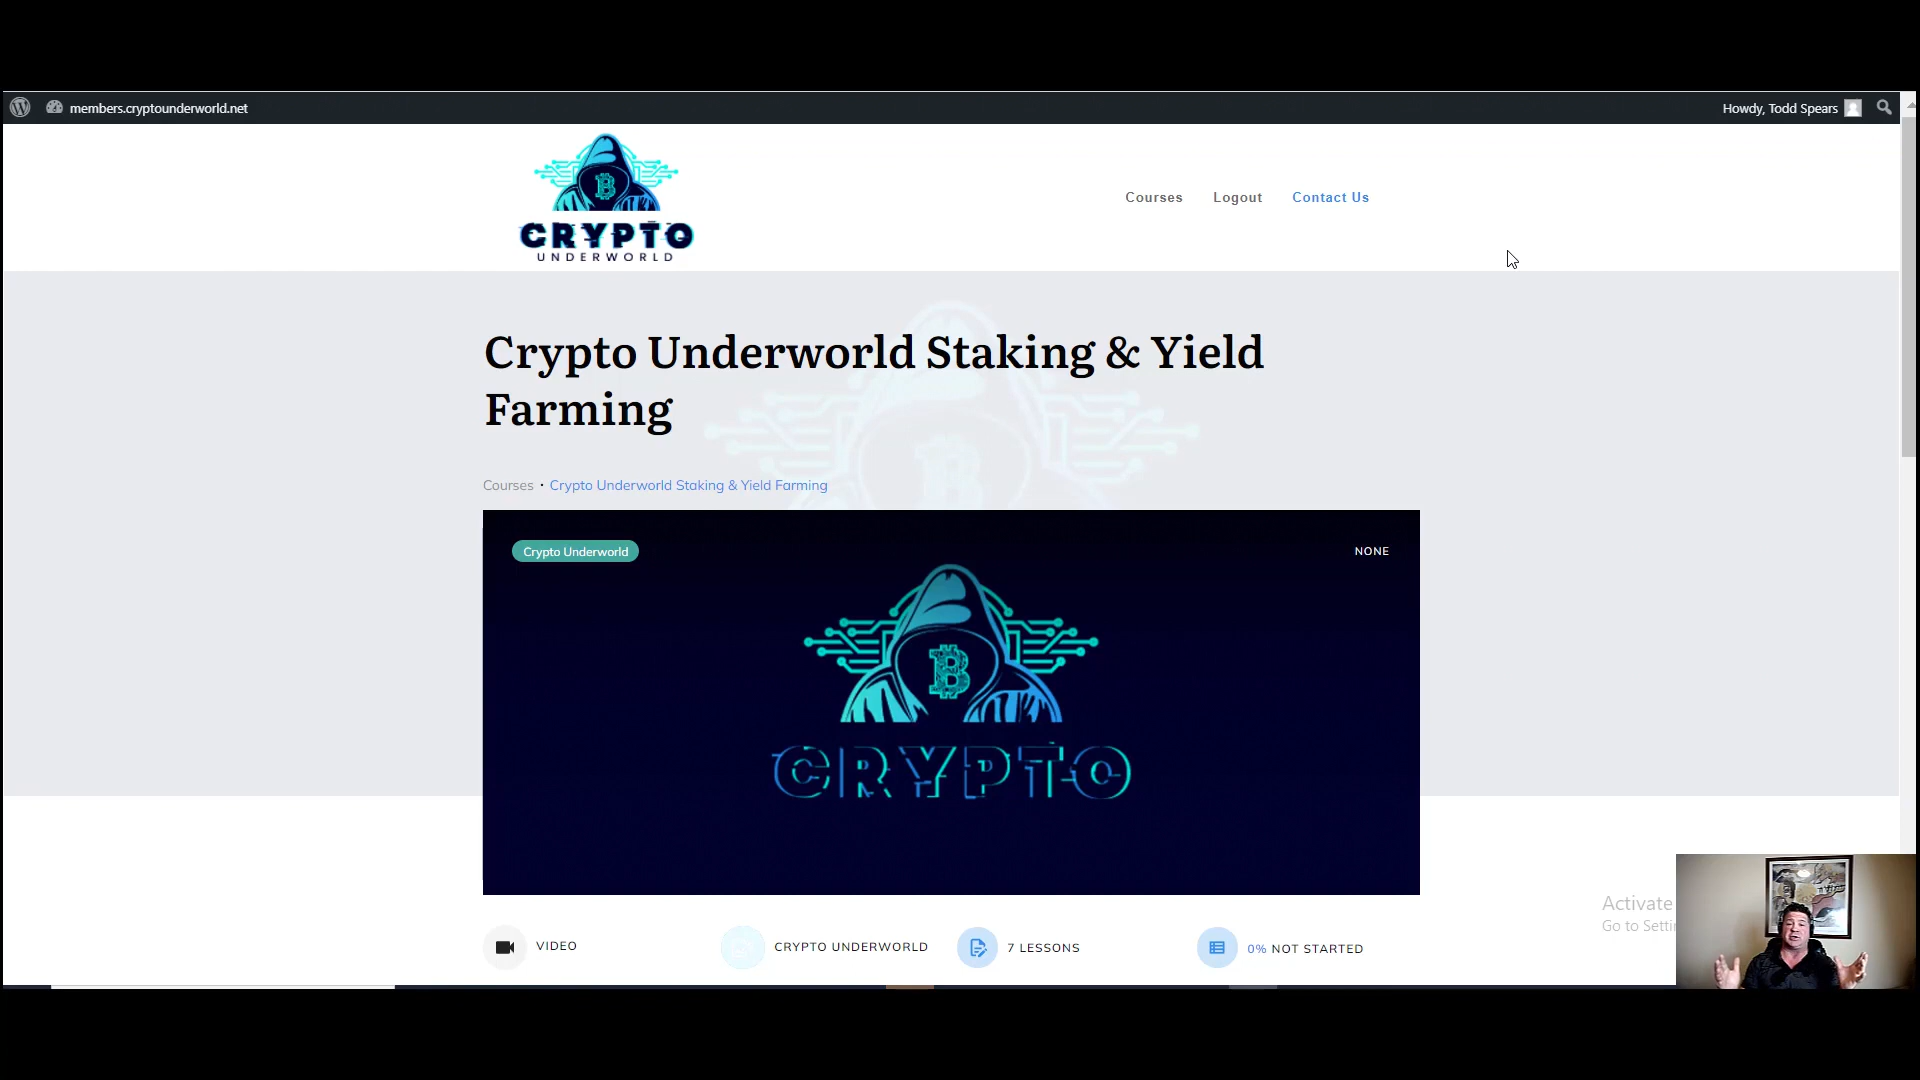 members.cryptounderworld.net
Howdy, Todd Spears
CRYPTO
UNDERWORLD
Courses
Logout
Contact Us
Crypto Underworld Staking & Yield
Farming
Courses · Crypto Underworld Staking & Yield Farming
Crypto Underworld
NONE
CRYPTO
VIDEO
CRYPTO UNDERWORLD
7 LESSONS
0% NOT STARTED
Activate
Go to